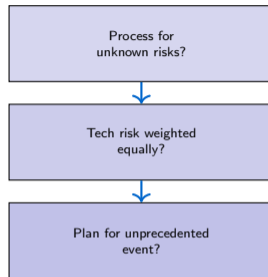 Process for
unknown risks?
Tech risk weighted
equally?
Plan for unprecedented
event?